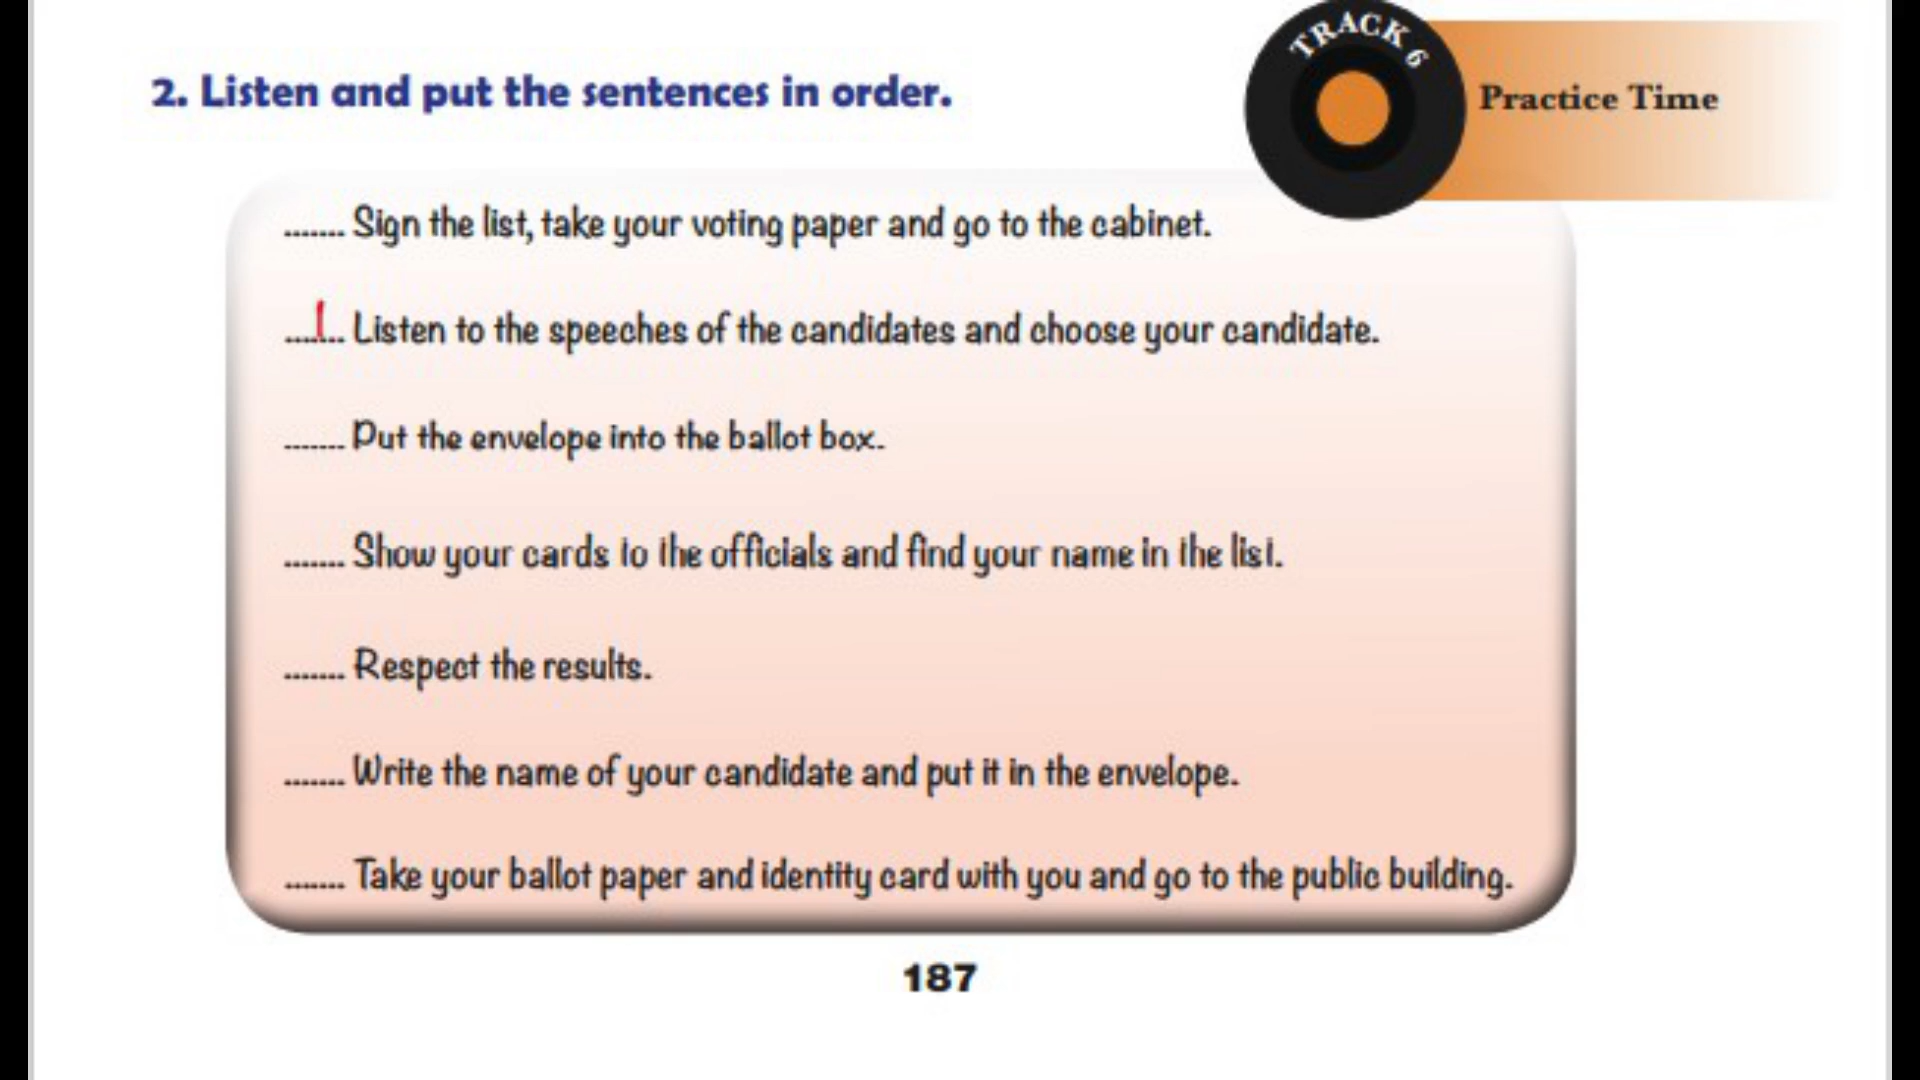 TRACK 6
2. Listen and put the sentences in order.
Practice Time
....... Sign the list, take your voting paper and go to the cabinet.
....1... Listen to the speeches of the candidates and choose your candidate.
....... Put the envelope into the ballot box.
....... Show your cards to the officials and find your name in the list.
....... Respect the results.
....... Write the name of your candidate and put it in the envelope.
....... Take your ballot paper and identity card with you and go to the public building.
187